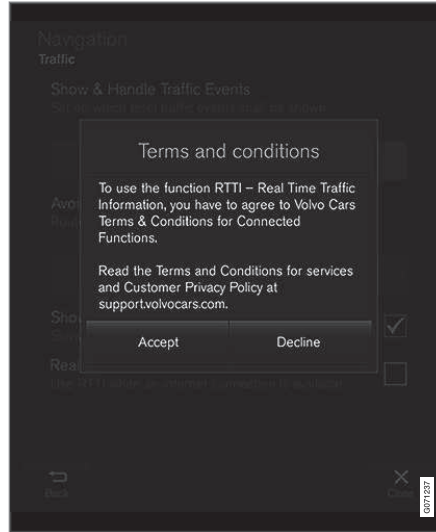 Navigation
Traffic
Show & Handle Traffic Events
Terms and conditions
To use the function RTTI – Real Time Traffic
Information, you have to agree to Volvo Cars
Terms & Conditions for Connected
Functions.
Read the Terms and Conditions for services
and Customer Privacy Policy at
support.volvocars.com.
Accept
Decline
Back
Close
G071237